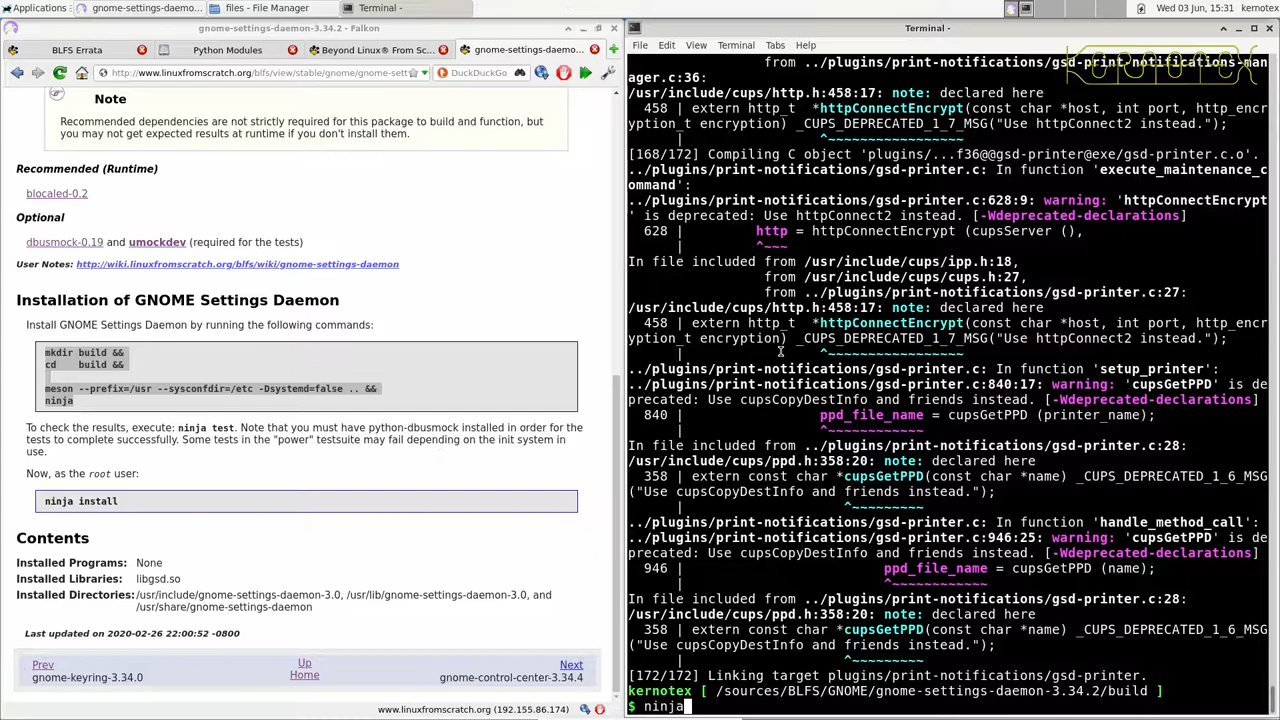 Applications
gnome-settings-daemo...
files - File Manager
Terminal -
Wed 03 Jun, 15:31 kernotex
gnome-settings-daemon-3.34.2 - Falkon
BLFS Errata
Python Modules
Beyond Linux® From Sc...
gnome-settings-daemo...
http://www.linuxfromscratch.org/blfs/view/stable/gnome/gnome-sett
DuckDuckGo
Note
Recommended dependencies are not strictly required for this package to build and function, but
you may not get expected results at runtime if you don't install them.
Recommended (Runtime)
blocaled-0.2
Optional
dbusmock-0.19 and umockdev (required for the tests)
User Notes: http://wiki.linuxfromscratch.org/blfs/wiki/gnome-settings-daemon
Installation of GNOME Settings Daemon
Install GNOME Settings Daemon by running the following commands:
mkdir build &&
cd    build &&
meson --prefix=/usr --sysconfdir=/etc -Dsystemd=false .. &&
ninja
To check the results, execute: ninja test. Note that you must have python-dbusmock installed in order for the
tests to complete successfully. Some tests in the "power" testsuite may fail depending on the init system in
use.
Now, as the root user:
ninja install
Contents
Installed Programs: None
Installed Libraries: libgsd.so
Installed Directories: /usr/include/gnome-settings-daemon-3.0, /usr/lib/gnome-settings-daemon-3.0, and
/usr/share/gnome-settings-daemon
Last updated on 2020-02-26 22:00:52 -0800
Prev
gnome-keyring-3.34.0
Up
Home
Next
gnome-control-center-3.34.4
www.linuxfromscratch.org (192.155.86.174)
Terminal -
File Edit View Terminal Tabs Help
from ../plugins/print-notifications/gsd-print-notifications-man
ager.c:36:
/usr/include/cups/http.h:458:17: note: declared here
458 | extern http_t  *httpConnectEncrypt(const char *host, int port, http_encr
yption_t encryption) _CUPS_DEPRECATED_1_7_MSG("Use httpConnect2 instead.");
|                 ^~~~~~~~~~~~~~~~~~
[168/172] Compiling C object 'plugins/...f36@@gsd-printer@exe/gsd-printer.c.o'.
../plugins/print-notifications/gsd-printer.c: In function 'execute_maintenance_c
ommand':
../plugins/print-notifications/gsd-printer.c:628:9: warning: 'httpConnectEncrypt
' is deprecated: Use httpConnect2 instead. [-Wdeprecated-declarations]
628 |         http = httpConnectEncrypt (cupsServer (),
|         ^~~~
In file included from /usr/include/cups/ipp.h:18,
from /usr/include/cups/cups.h:27,
from ../plugins/print-notifications/gsd-printer.c:27:
/usr/include/cups/http.h:458:17: note: declared here
458 | extern http_t  *httpConnectEncrypt(const char *host, int port, http_encr
yption_t encryption) _CUPS_DEPRECATED_1_7_MSG("Use httpConnect2 instead.");
|                 ^~~~~~~~~~~~~~~~~~
../plugins/print-notifications/gsd-printer.c: In function 'setup_printer':
../plugins/print-notifications/gsd-printer.c:840:17: warning: 'cupsGetPPD' is de
precated: Use cupsCopyDestInfo and friends instead. [-Wdeprecated-declarations]
840 |                 ppd_file_name = cupsGetPPD (printer_name);
|                 ^~~~~~~~~~~~~
In file included from ../plugins/print-notifications/gsd-printer.c:28:
/usr/include/cups/ppd.h:358:20: note: declared here
358 | extern const char *cupsGetPPD(const char *name) _CUPS_DEPRECATED_1_6_MSG
("Use cupsCopyDestInfo and friends instead.");
|                    ^~~~~~~~~~
../plugins/print-notifications/gsd-printer.c: In function 'handle_method_call':
../plugins/print-notifications/gsd-printer.c:946:25: warning: 'cupsGetPPD' is de
precated: Use cupsCopyDestInfo and friends instead. [-Wdeprecated-declarations]
946 |                         ppd_file_name = cupsGetPPD (name);
|                         ^~~~~~~~~~~~~
In file included from ../plugins/print-notifications/gsd-printer.c:28:
/usr/include/cups/ppd.h:358:20: note: declared here
358 | extern const char *cupsGetPPD(const char *name) _CUPS_DEPRECATED_1_6_MSG
("Use cupsCopyDestInfo and friends instead.");
|                    ^~~~~~~~~~
[172/172] Linking target plugins/print-notifications/gsd-printer.
kernotex [ /sources/BLFS/GNOME/gnome-settings-daemon-3.34.2/build ]
$ ninja